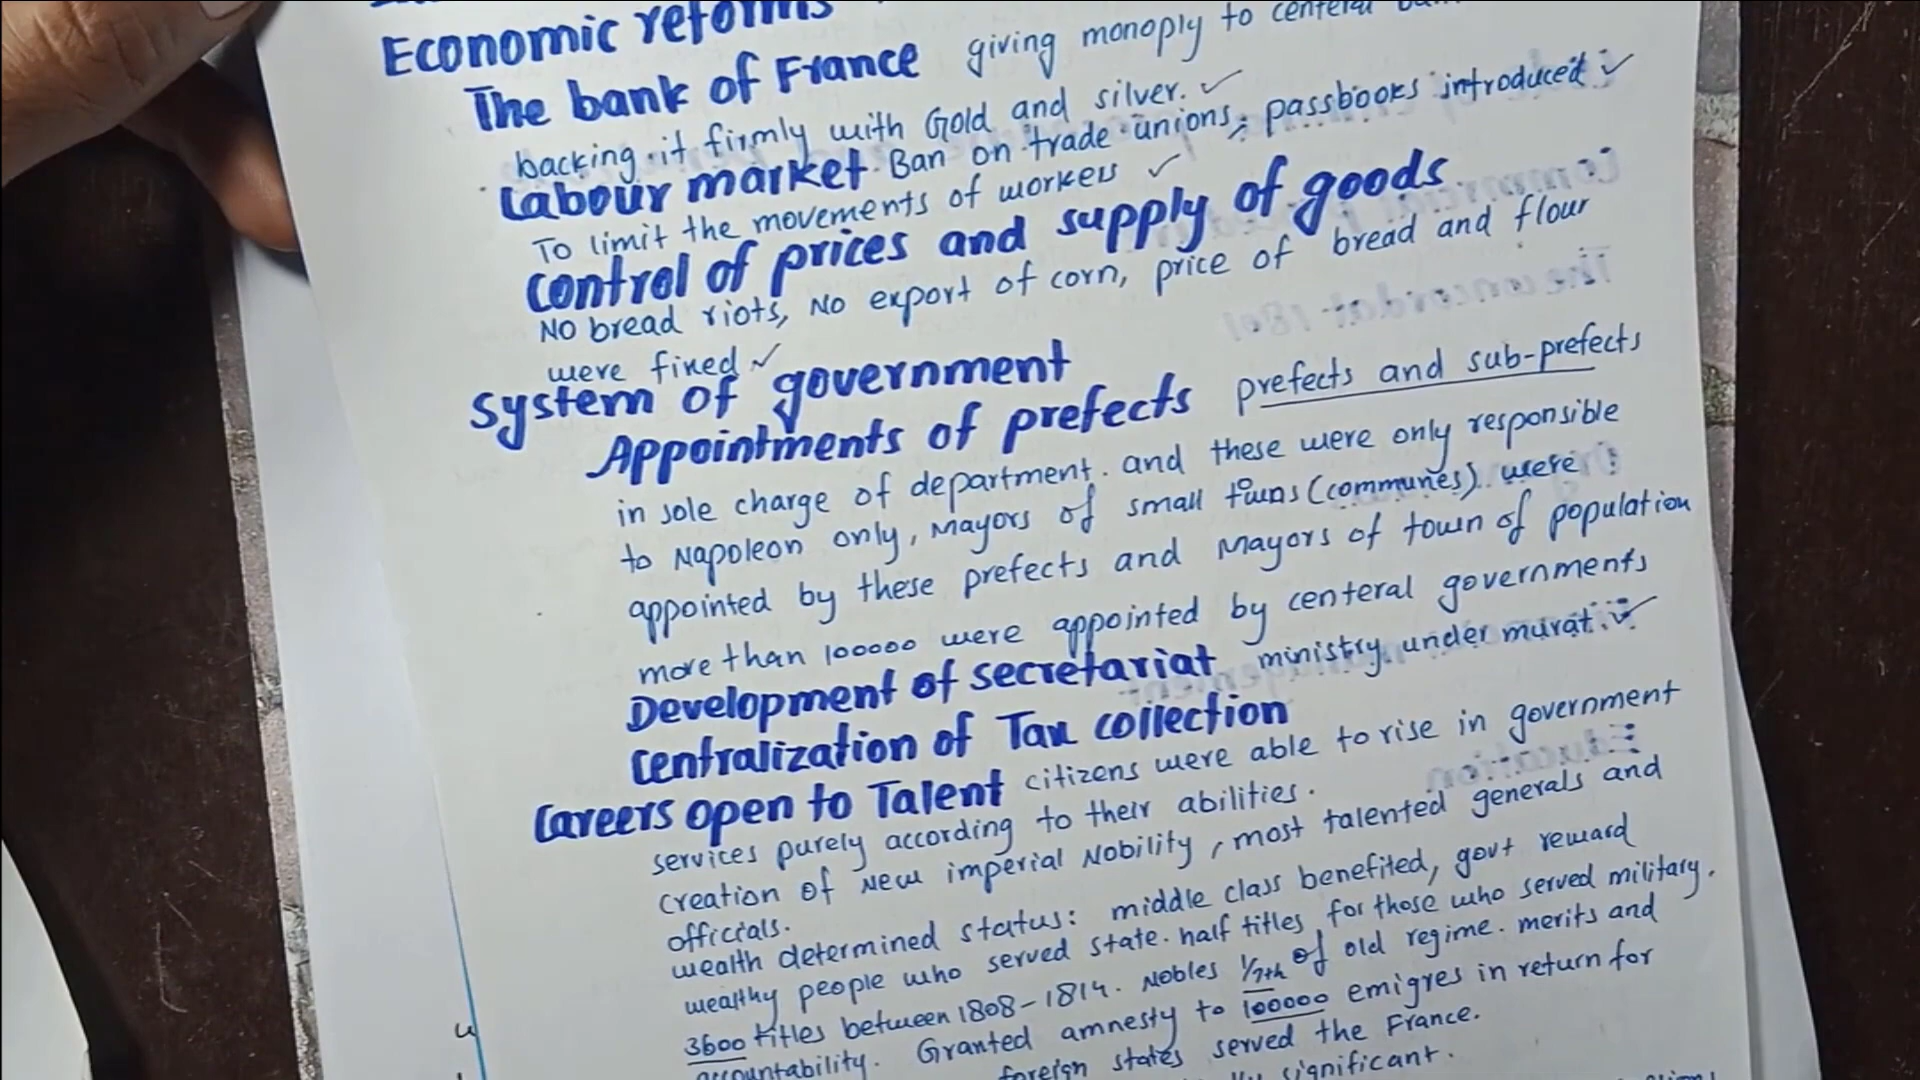 Economic reforms
The bank of France giving monoply to centeral
backing it firmly with Gold and silver. ✓
Labour market Ban on trade unions; passbooks introduced ✓
To limit the movements of workers ✓
Control of prices and supply of goods
No bread riots, No export of corn, price of bread and flour
were fixed ✓
System of government
Appointments of prefects prefects and sub-prefects
in sole charge of department. and these were only responsible
to Napoleon only, Mayors of small towns (communes) were
appointed by these prefects and Mayors of town of population
more than 100000 were appointed by centeral governments
Development of secretariat ministry under murat. ✓
Centralization of Tax collection
Careers open to Talent citizens were able to rise in government
services purely according to their abilities.
creation of New imperial Nobility, most talented generals and
officials.
wealth determined status: middle class benefited, govt reward
wealthy people who served state. half titles for those who served military.
3600 titles between 1808-1814. Nobles 1/7th of old regime. merits and
accountability. Granted amnesty to 100000 emigres in return for
foreign states served the France.
significant.